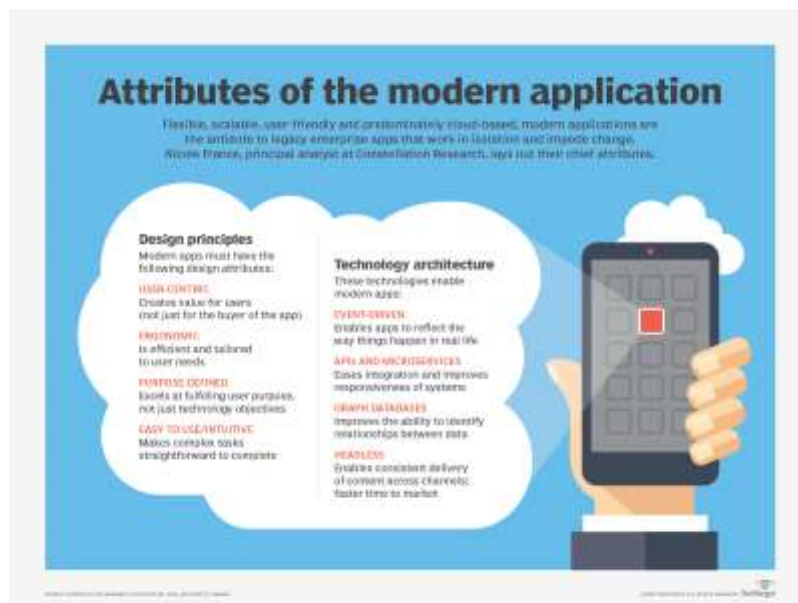 Attributes of the modern application
Flexible, scalable, user-friendly and predominately cloud-based, modern applications are
the antidote to legacy enterprise apps that work in isolation and impede change.
Nicole France, principal analyst at Constellation Research, lays out their chief attributes.
Design principles
Modern apps must have the
following design attributes:
USER-CENTRIC
Creates value for users
(not just for the buyer of the app)
ERGONOMIC
Is efficient and tailored
to user needs
PURPOSE DEFINED
Excels at fulfilling user purpose,
not just technology objectives
EASY TO USE/INTUITIVE
Makes complex tasks
straightforward to complete
Technology architecture
These technologies enable
modern apps:
EVENT-DRIVEN
Enables apps to reflect the
way things happen in real life
APIs AND MICROSERVICES
Eases integration and improves
responsiveness of systems
GRAPH DATABASES
Improves the ability to identify
relationships between data
HEADLESS
Enables consistent delivery
of content across channels;
faster time to market
TechTarget